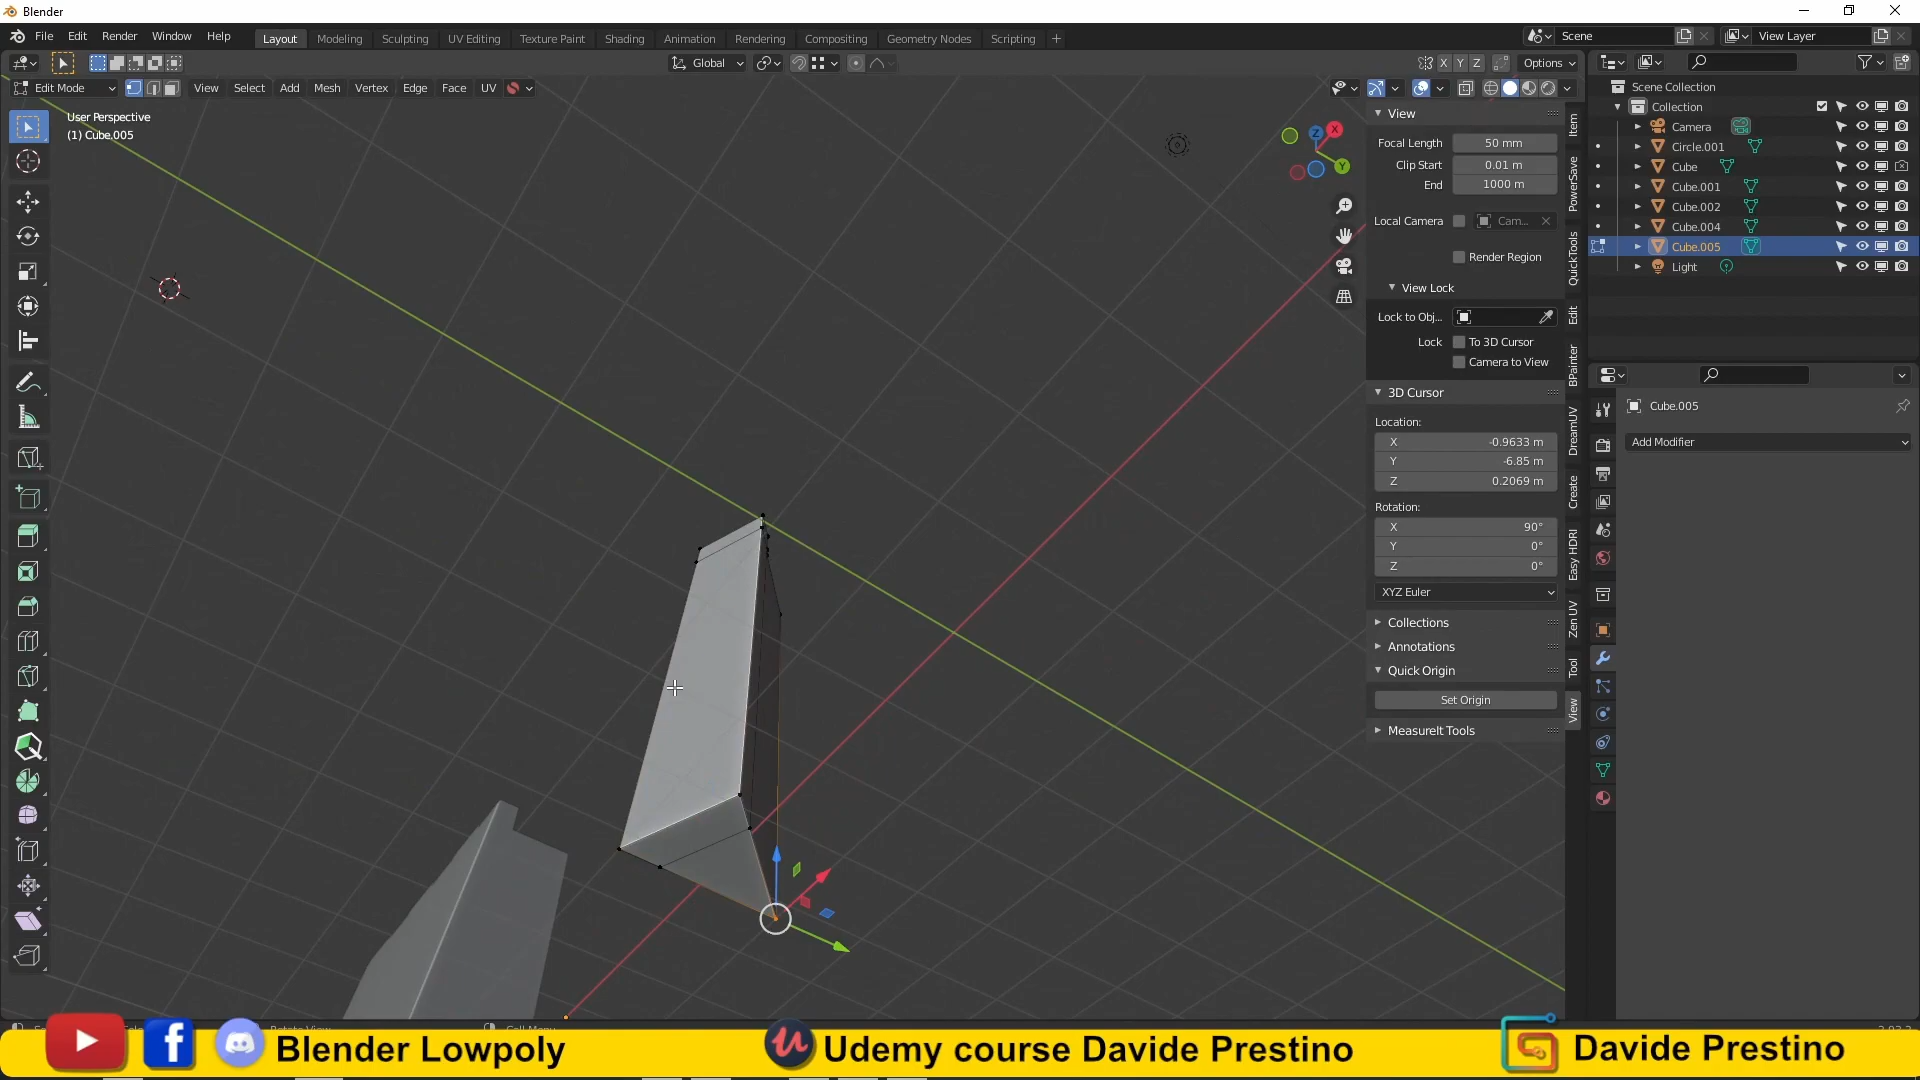 Blender
File Edit Render Window Help
Layout Modeling Sculpting UV Editing Texture Paint Shading Animation Rendering Compositing Geometry Nodes Scripting +
Scene
View Layer
Global
X Y Z
Options
Edit Mode
View Select Add Mesh Vertex Edge Face UV
User Perspective
(1) Cube.005
X
Y
Z
View
Focal Length 50 mm
Clip Start 0.01 m
End 1000 m
Local Camera Cam...
Render Region
View Lock
Lock to Obj...
Lock To 3D Cursor
Camera to View
3D Cursor
Location:
X -0.9633 m
Y -6.85 m
Z 0.2069 m
Rotation:
X 90°
Y 0°
Z 0°
XYZ Euler
Collections
Annotations
Quick Origin
Set Origin
MeasureIt Tools
Item
PowerSave
QuickTools
Edit
BPainter
DreamUV
Create
Easy HDRI
Zen UV
Tool
View
Scene Collection
Collection
Camera
Circle.001
Cube
Cube.001
Cube.002
Cube.004
Cube.005
Light
Cube.005
Add Modifier
Blender Lowpoly
Udemy course Davide Prestino
Davide Prestino